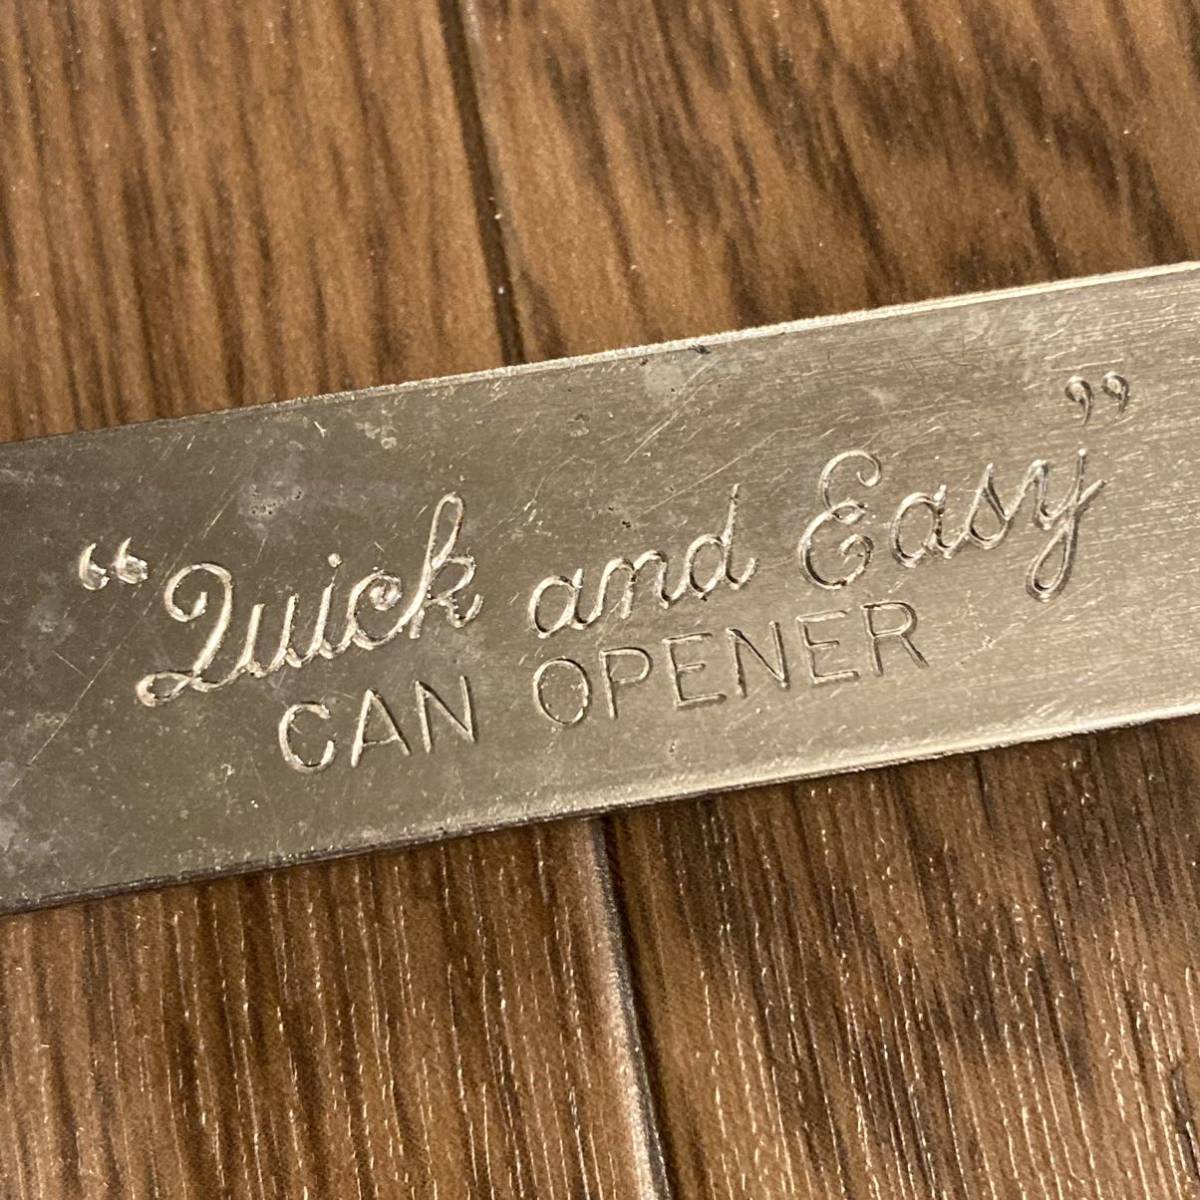 “Quick and Easy”
CAN OPENER